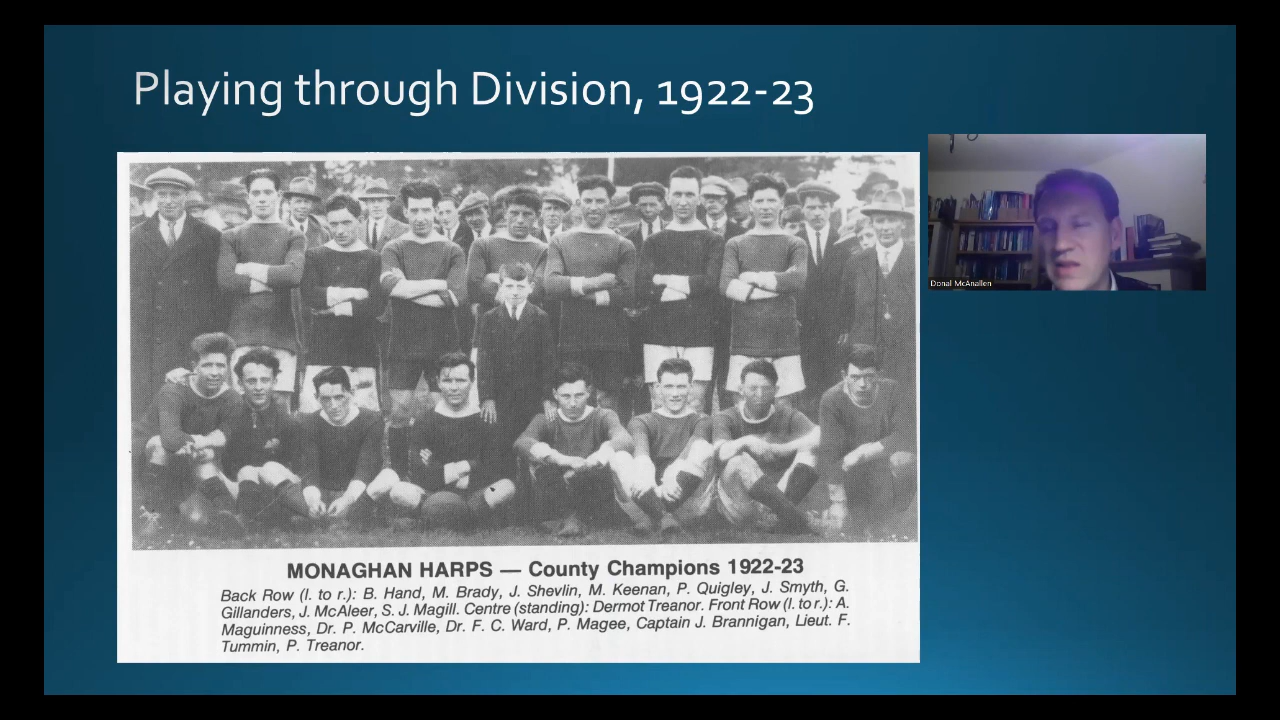 Playing through Division, 1922-23
Donal McAnallen
MONAGHAN HARPS — County Champions 1922-23
Back Row (l. to r.): B. Hand, M. Brady, J. Shevlin, M. Keenan, P. Quigley, J. Smyth, G.
Gillanders, J. McAleer, S. J. Magill. Centre (standing): Dermot Treanor. Front Row (l. to r.): A.
Maguinness, Dr. P. McCarville, Dr. F. C. Ward, P. Magee, Captain J. Brannigan, Lieut. F.
Tummin, P. Treanor.